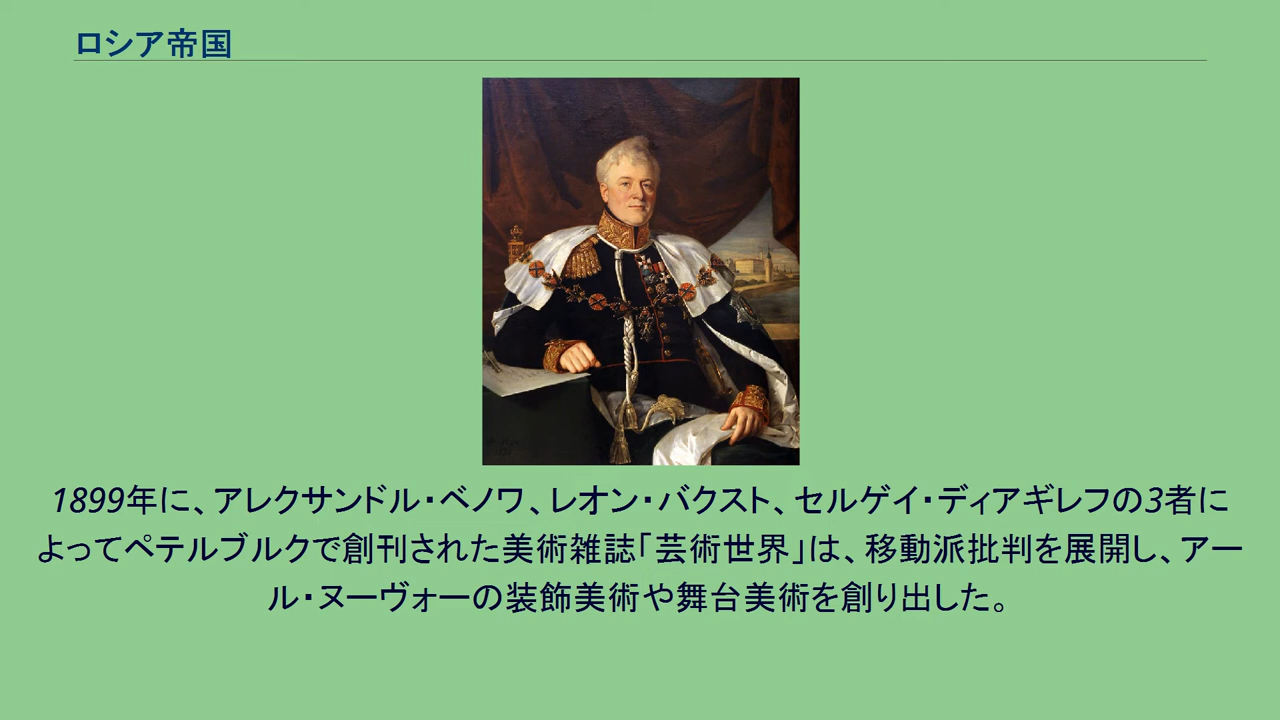 ロシア帝国
1899年に、アレクサンドル・ベノワ、レオン・バクスト、セルゲイ・ディアギレフの3者に
よってペテルブルクで創刊された美術雑誌「芸術世界」は、移動派批判を展開し、アー
ル・ヌーヴォーの装飾美術や舞台美術を創り出した。